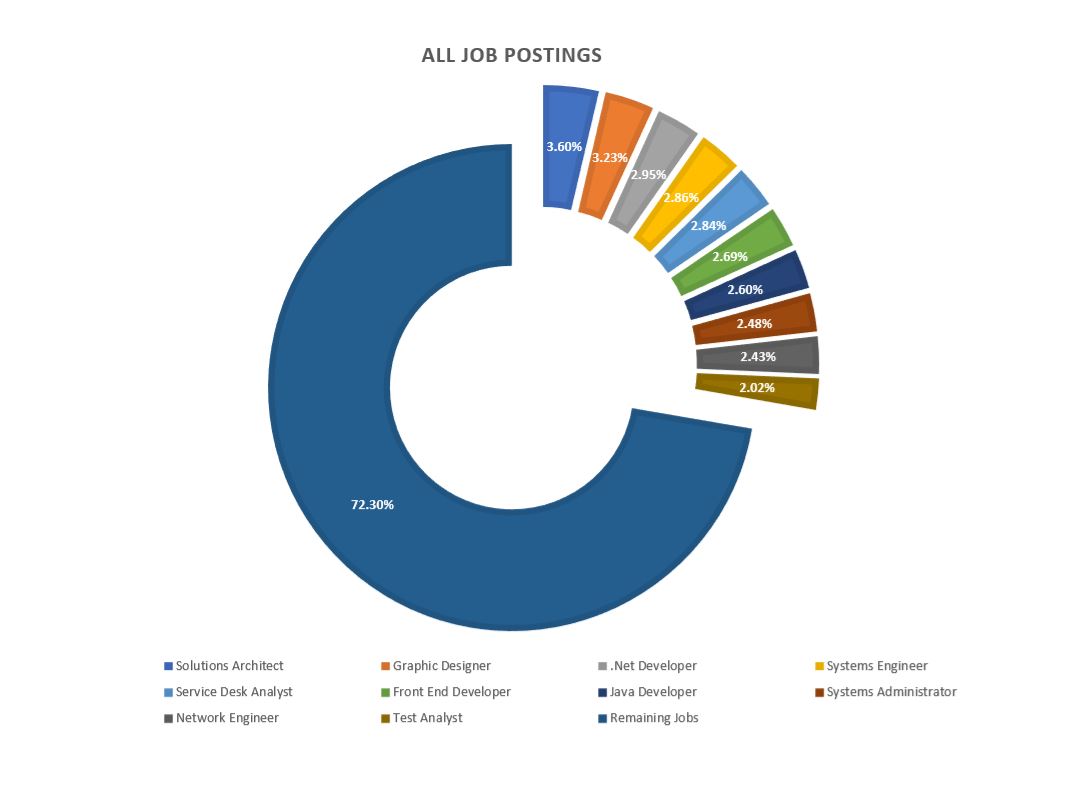 ALL JOB POSTINGS
3.60%
3.23%
2.95%
2.86%
2.84%
2.69%
2.60%
2.48%
2.43%
2.02%
72.30%
Solutions Architect Graphic Designer .Net Developer Systems Engineer
Service Desk Analyst Front End Developer Java Developer Systems Administrator
Network Engineer Test Analyst Remaining Jobs